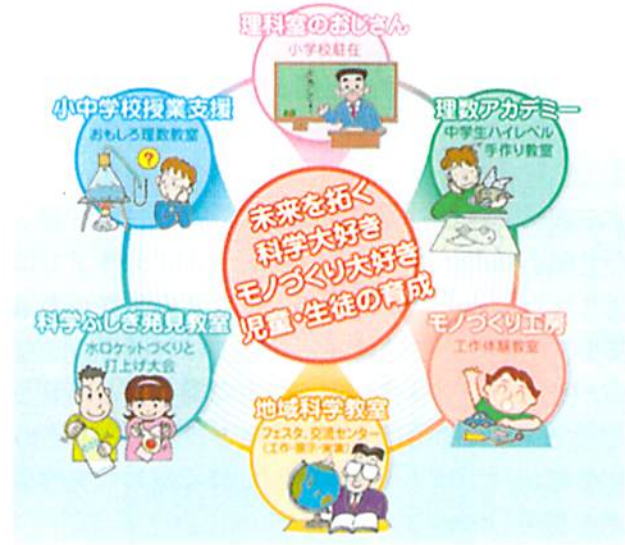 理科室のおじさん
小学校駐在
小中学校授業支援
おもしろ理数教室
理数アカデミー
中学生ハイレベル
手作り教室
未来を拓く
科学大好き
モノづくり大好き
児童・生徒の育成
科学ふしぎ発見教室
水ロケットづくりと
打上げ大会
モノづくり工房
工作体験教室
地域科学教室
フェスタ、交流センター
(工作・展示・実演)